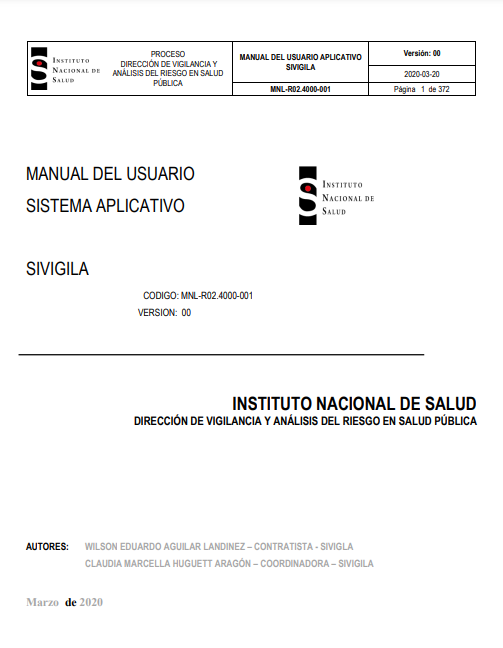 INSTITUTO
NACIONAL DE
SALUD
PROCESO
DIRECCIÓN DE VIGILANCIA Y
ANÁLISIS DEL RIESGO EN SALUD
PÚBLICA
MANUAL DEL USUARIO APLICATIVO
SIVIGILA
MNL-R02.4000-001
Versión: 00
2020-03-20
Página 1 de 372
MANUAL DEL USUARIO
SISTEMA APLICATIVO
INSTITUTO
NACIONAL DE
SALUD
SIVIGILA
CODIGO: MNL-R02.4000-001
VERSION: 00
INSTITUTO NACIONAL DE SALUD
DIRECCIÓN DE VIGILANCIA Y ANÁLISIS DEL RIESGO EN SALUD PÚBLICA
AUTORES: WILSON EDUARDO AGUILAR LANDINEZ – CONTRATISTA - SIVIGLA
CLAUDIA MARCELLA HUGUETT ARAGÓN – COORDINADORA – SIVIGILA
Marzo de 2020